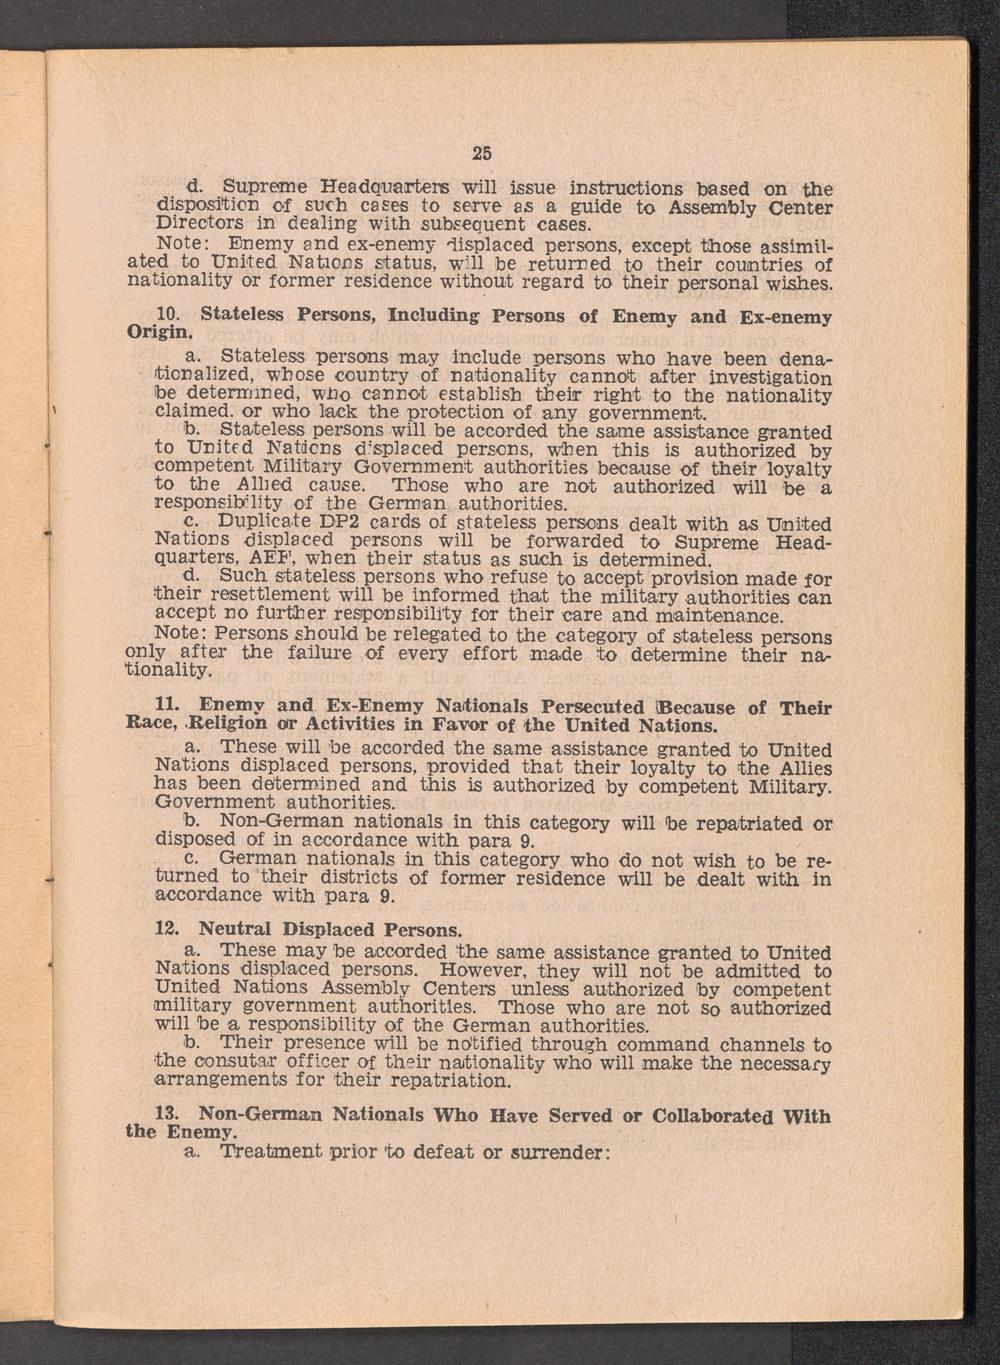 25
d. Supreme Headquarters will issue instructions based on the
disposition of such cases to serve as a guide to Assembly Center
Directors in dealing with subsequent cases.
Note: Enemy and ex-enemy displaced persons, except those assimil-
ated to United Nations status, will be returned to their countries of
nationality or former residence without regard to their personal wishes.
10. Stateless Persons, Including Persons of Enemy and Ex-enemy
Origin.
a. Stateless persons may include persons who have been dena-
tionalized, whose country of nationality cannot after investigation
be determined, who cannot establish their right to the nationality
claimed. or who lack the protection of any government.
b. Stateless persons will be accorded the same assistance granted
to United Nations displaced persons, when this is authorized by
competent Military Government authorities because of their loyalty
to the Allied cause. Those who are not authorized will be a
responsibility of the German authorities.
c. Duplicate DP2 cards of stateless persons dealt with as United
Nations displaced persons will be forwarded to Supreme Head-
quarters, AEF, when their status as such is determined.
d. Such stateless persons who refuse to accept provision made for
their resettlement will be informed that the military authorities can
accept no further responsibility for their care and maintenance.
Note: Persons should be relegated to the category of stateless persons
only after the failure of every effort made to determine their na-
tionality.
11. Enemy and Ex-Enemy Nationals Persecuted Because of Their
Race, Religion or Activities in Favor of the United Nations.
a. These will be accorded the same assistance granted to United
Nations displaced persons, provided that their loyalty to the Allies
has been determined and this is authorized by competent Military.
Government authorities.
b. Non-German nationals in this category will be repatriated or
disposed of in accordance with para 9.
c. German nationals in this category who do not wish to be re-
turned to their districts of former residence will be dealt with in
accordance with para 9.
12. Neutral Displaced Persons.
a. These may be accorded the same assistance granted to United
Nations displaced persons. However, they will not be admitted to
United Nations Assembly Centers unless authorized by competent
military government authorities. Those who are not so authorized
will be a responsibility of the German authorities.
b. Their presence will be notified through command channels to
the consutar officer of their nationality who will make the necessary
arrangements for their repatriation.
13. Non-German Nationals Who Have Served or Collaborated With
the Enemy.
a. Treatment prior to defeat or surrender: